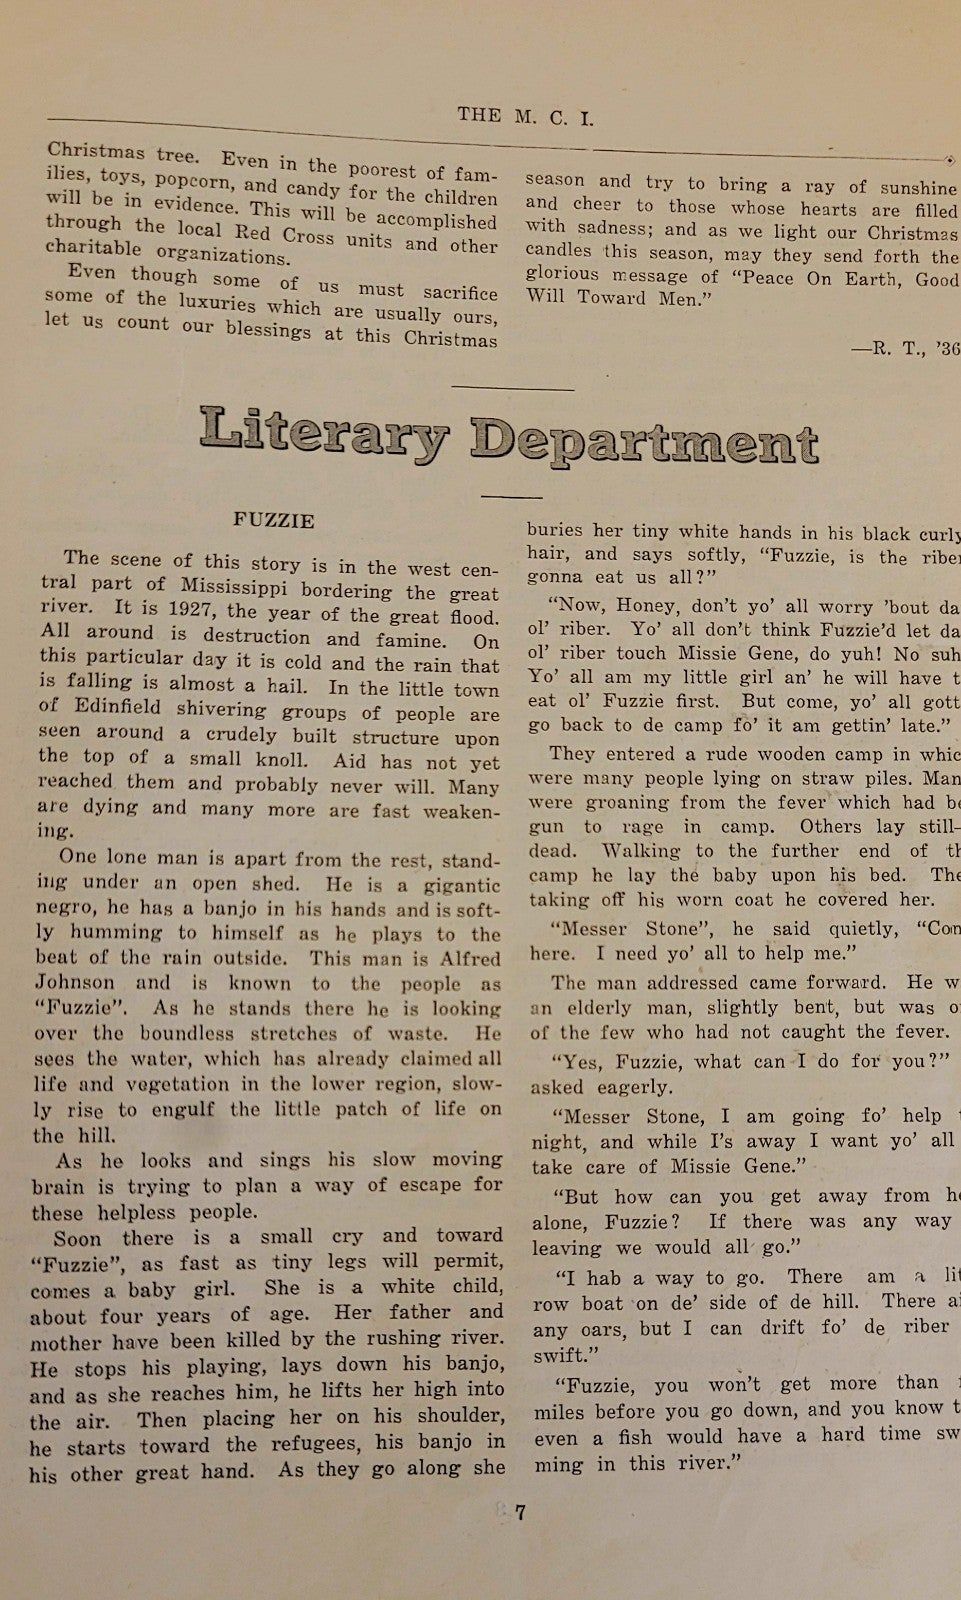 THE M. C. I.
Christmas tree. Even in the poorest of fam-
ilies, toys, popcorn, and candy for the children
will be in evidence. This will be accomplished
through the local Red Cross units and other
charitable organizations.
Even though some of us must sacrifice
some of the luxuries which are usually ours,
let us count our blessings at this Christmas
season and try to bring a ray of sunshine
and cheer to those whose hearts are filled
with sadness; and as we light our Christmas
candles this season, may they send forth the
glorious message of "Peace On Earth, Good
Will Toward Men."
—R. T., '36
Literary Department
FUZZIE
The scene of this story is in the west cen-
tral part of Mississippi bordering the great
river. It is 1927, the year of the great flood.
All around is destruction and famine. On
this particular day it is cold and the rain that
is falling is almost a hail. In the little town
of Edinfield shivering groups of people are
seen around a crudely built structure upon
the top of a small knoll. Aid has not yet
reached them and probably never will. Many
are dying and many more are fast weaken-
ing.
One lone man is apart from the rest, stand-
ing under an open shed. He is a gigantic
negro, he has a banjo in his hands and is soft-
ly humming to himself as he plays to the
beat of the rain outside. This man is Alfred
Johnson and is known to the people as
"Fuzzie". As he stands there he is looking
over the boundless stretches of waste. He
sees the water, which has already claimed all
life and vegetation in the lower region, slow-
ly rise to engulf the little patch of life on
the hill.
As he looks and sings his slow moving
brain is trying to plan a way of escape for
these helpless people.
Soon there is a small cry and toward
"Fuzzie", as fast as tiny legs will permit,
comes a baby girl. She is a white child,
about four years of age. Her father and
mother have been killed by the rushing river.
He stops his playing, lays down his banjo,
and as she reaches him, he lifts her high into
the air. Then placing her on his shoulder,
he starts toward the refugees, his banjo in
his other great hand. As they go along she
buries her tiny white hands in his black curly
hair, and says softly, "Fuzzie, is the riber
gonna eat us all?"
"Now, Honey, don't yo' all worry 'bout da
ol' riber. Yo' all don't think Fuzzie'd let da
ol' riber touch Missie Gene, do yuh! No suh
Yo' all am my little girl an' he will have t
eat ol' Fuzzie first. But come, yo' all gott
go back to de camp fo' it am gettin' late."
They entered a rude wooden camp in whic
were many people lying on straw piles. Man
were groaning from the fever which had be
gun to rage in camp. Others lay still—
dead. Walking to the further end of th
camp he lay the baby upon his bed. The
taking off his worn coat he covered her.
"Messer Stone", he said quietly, "Com
here. I need yo' all to help me."
The man addressed came forward. He w
an elderly man, slightly bent, but was o
of the few who had not caught the fever.
"Yes, Fuzzie, what can I do for you?"
asked eagerly.
"Messer Stone, I am going fo' help t
night, and while I's away I want yo' all
take care of Missie Gene."
"But how can you get away from he
alone, Fuzzie? If there was any way
leaving we would all go."
"I hab a way to go. There am a lit
row boat on de' side of de hill. There ai
any oars, but I can drift fo' de riber
swift."
"Fuzzie, you won't get more than
miles before you go down, and you know t
even a fish would have a hard time sw
ming in this river."
7